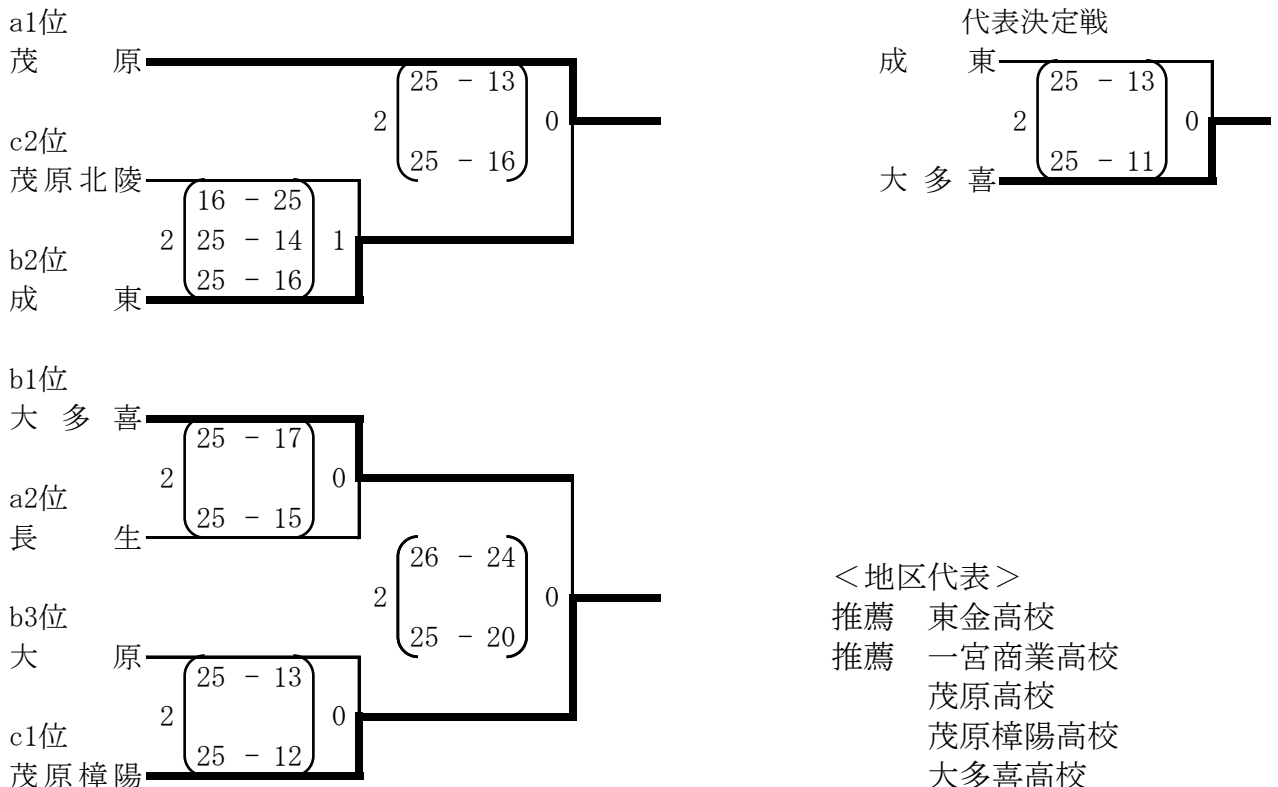 a1位
茂原
25 - 13
2 0
25 - 16
c2位
茂原北陵
16 - 25
2 25 - 14 1
25 - 16
b2位
成東
b1位
大多喜
25 - 17
2 0
25 - 15
a2位
長生
26 - 24
2 0
25 - 20
b3位
大原
25 - 13
2 0
25 - 12
c1位
茂原樟陽
代表決定戦
成東
25 - 13
2 0
25 - 11
大多喜
<地区代表>
推薦 東金高校
推薦 一宮商業高校
茂原高校
茂原樟陽高校
大多喜高校